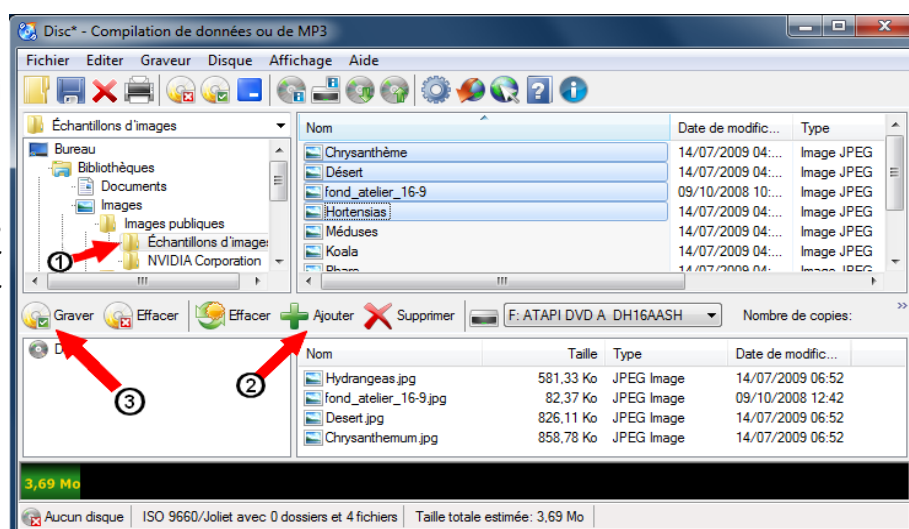 Disc* - Compilation de données ou de MP3
Fichier Editer Graveur Disque Affichage Aide
Échantillons d'images
Nom Date de modific... Type
Bureau
Bibliothèques
Documents
Images
Images publiques
Échantillons d'image
NVIDIA Corporation
Chrysanthème 14/07/2009 04:... Image JPEG
Désert 14/07/2009 04:... Image JPEG
fond_atelier_16-9 09/10/2008 10:... Image JPEG
Hortensias 14/07/2009 04:... Image JPEG
Méduses 14/07/2009 04:... Image JPEG
Koala 14/07/2009 04:... Image JPEG
Phare 14/07/2009 04:... Image JPEG
1
Graver Effacer Effacer Ajouter Supprimer F: ATAPI DVD A DH16AASH Nombre de copies: »
2
3
D
Nom Taille Type Date de modific...
Hydrangeas.jpg 581,33 Ko JPEG Image 14/07/2009 06:52
fond_atelier_16-9.jpg 82,37 Ko JPEG Image 09/10/2008 12:42
Desert.jpg 826,11 Ko JPEG Image 14/07/2009 06:52
Chrysanthemum.jpg 858,78 Ko JPEG Image 14/07/2009 06:52
3,69 Mo
Aucun disque ISO 9660/Joliet avec 0 dossiers et 4 fichiers Taille totale estimée: 3,69 Mo